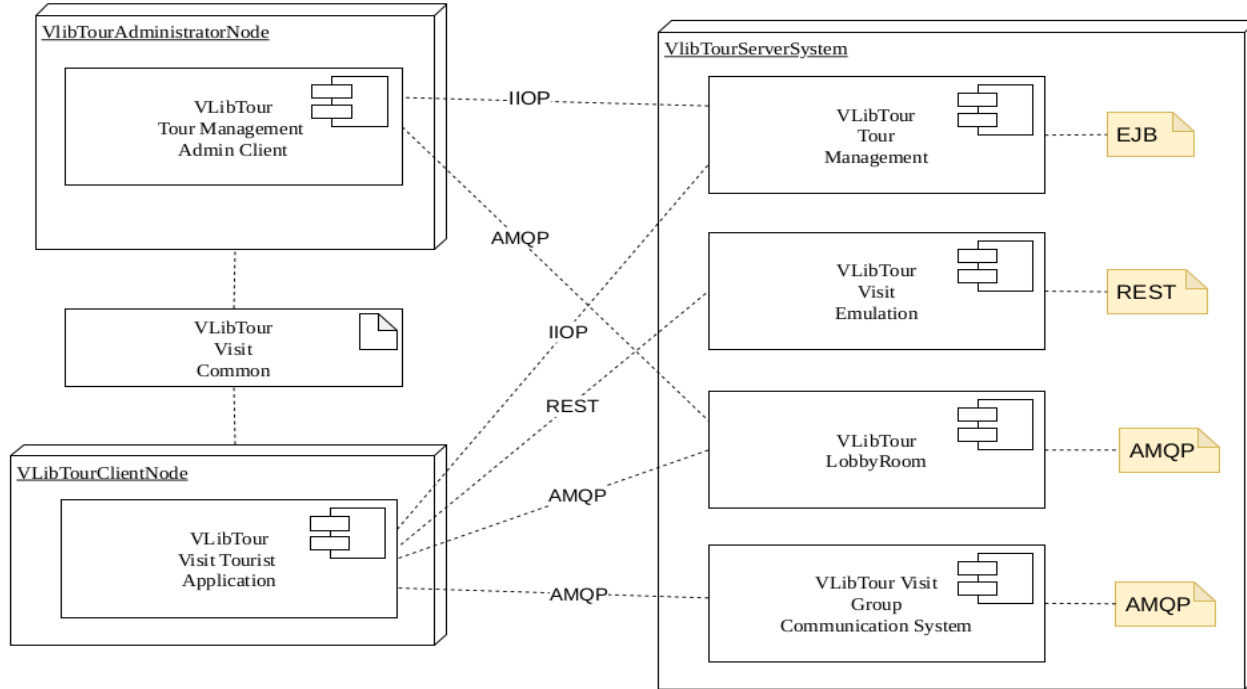 VlibTourAdministratorNode
VLibTour
Tour Management
Admin Client
IIOP
AMQP
VlibTourServerSystem
VLibTour
Tour
Management
EJB
VLibTour
Visit
Emulation
REST
VLibTour
Visit
Common
IIOP
REST
VLibTour
LobbyRoom
AMQP
VLibTourClientNode
VLibTour
Visit Tourist
Application
AMQP
AMQP
VLibTour Visit
Group
Communication System
AMQP